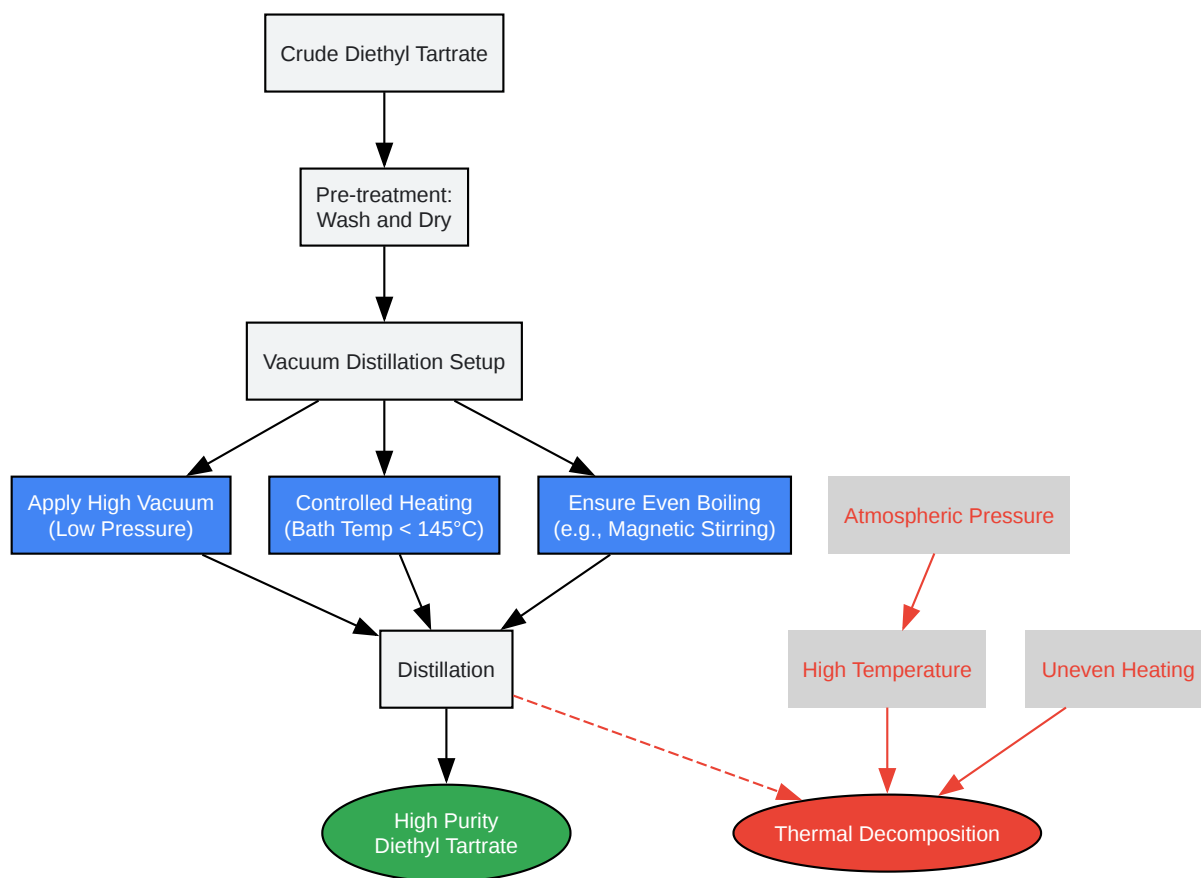 Crude Diethyl Tartrate
Pre-treatment:
Wash and Dry
Vacuum Distillation Setup
Apply High Vacuum
(Low Pressure)
Controlled Heating
(Bath Temp < 145°C)
Ensure Even Boiling
(e.g., Magnetic Stirring)
Atmospheric Pressure
Distillation
High Temperature
Uneven Heating
High Purity
Diethyl Tartrate
Thermal Decomposition